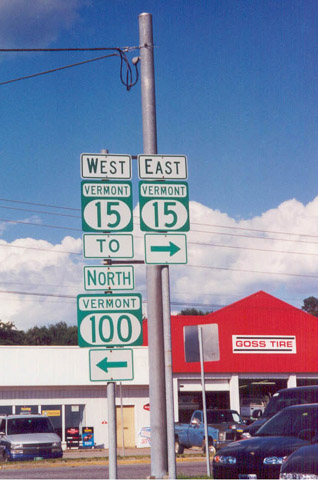 WEST
VERMONT
15
TO
NORTH
VERMONT
100
EAST
VERMONT
15
GOSS TIRE